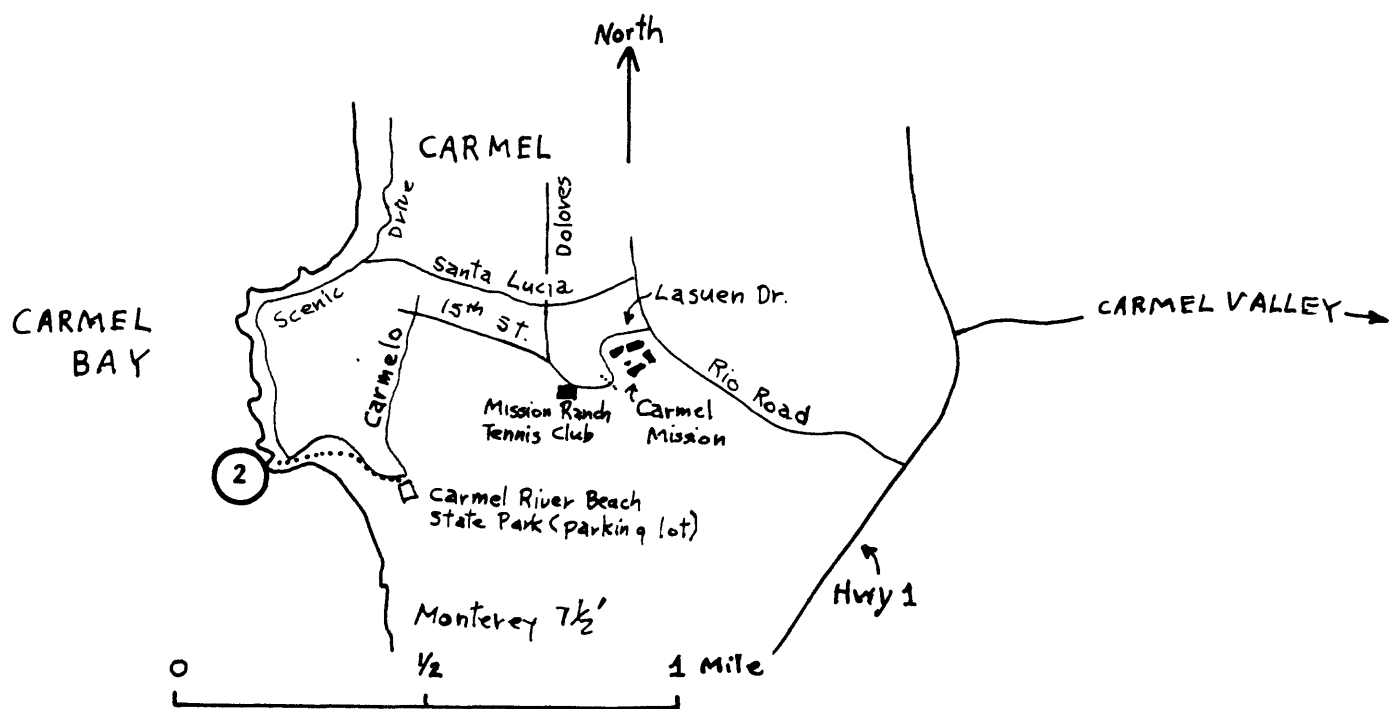 North
CARMEL
Drive
Doloves
Santa Lucia
Lasuen Dr.
Scenic
15th St.
CARMEL VALLEY
CARMEL
BAY
Carmelo
Rio Road
Mission Ranch
Tennis Club
Carmel
Mission
2
Carmel River Beach
State Park (parking lot)
Hwy 1
Monterey 7½'
0
1/2
1 Mile